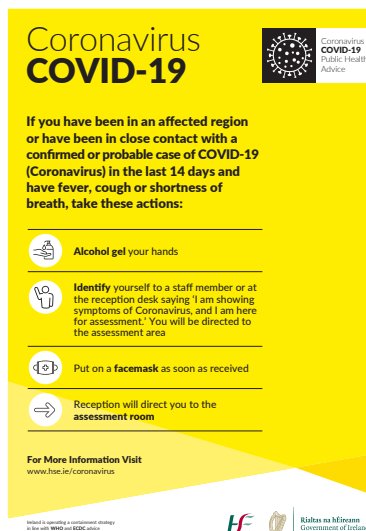 Coronavirus
COVID-19
Coronavirus
COVID-19
Public Health
Advice
If you have been in an affected region
or have been in close contact with a
confirmed or probable case of COVID-19
(Coronavirus) in the last 14 days and
have fever, cough or shortness of
breath, take these actions:
Alcohol gel your hands
Identify yourself to a staff member or at
the reception desk saying ‘I am showing
symptoms of Coronavirus, and I am here
for assessment.’ You will be directed to
the assessment area
Put on a facemask as soon as received
Reception will direct you to the
assessment room
For More Information Visit
www.hse.ie/coronavirus
Ireland is operating a containment strategy
in line with WHO and ECDC advice
Rialtas na hÉireann
Government of Ireland